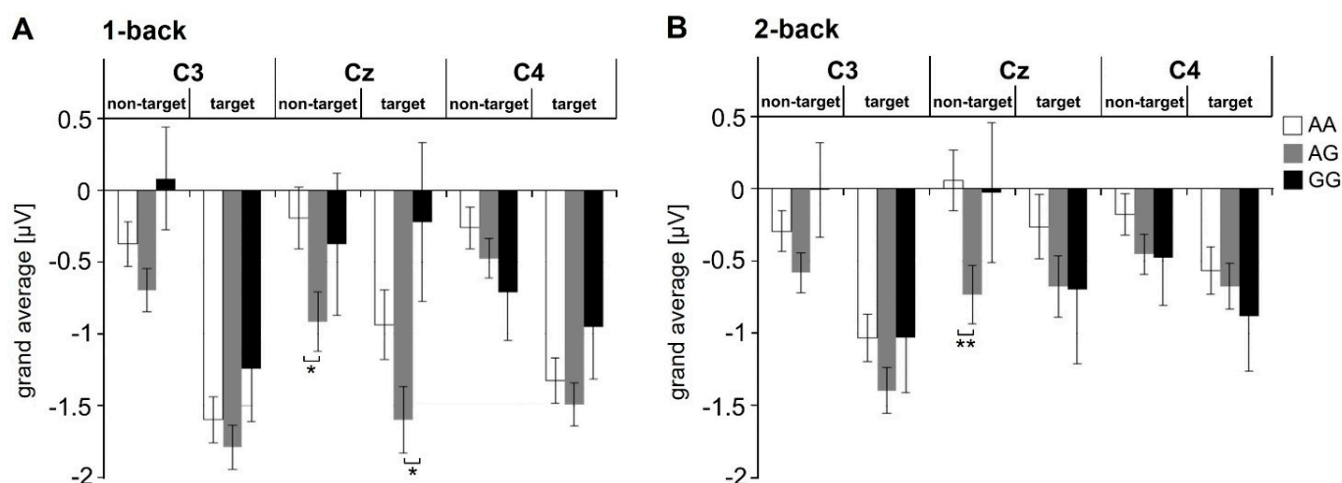 A 1-back
C3 Cz C4
non-target target non-target target non-target target
0.5
0
-0.5
-1
-1.5
-2
grand average [µV]
*
*
B 2-back
C3 Cz C4
non-target target non-target target non-target target
0.5
0
-0.5
-1
-1.5
-2
grand average [µV]
**
AA
AG
GG